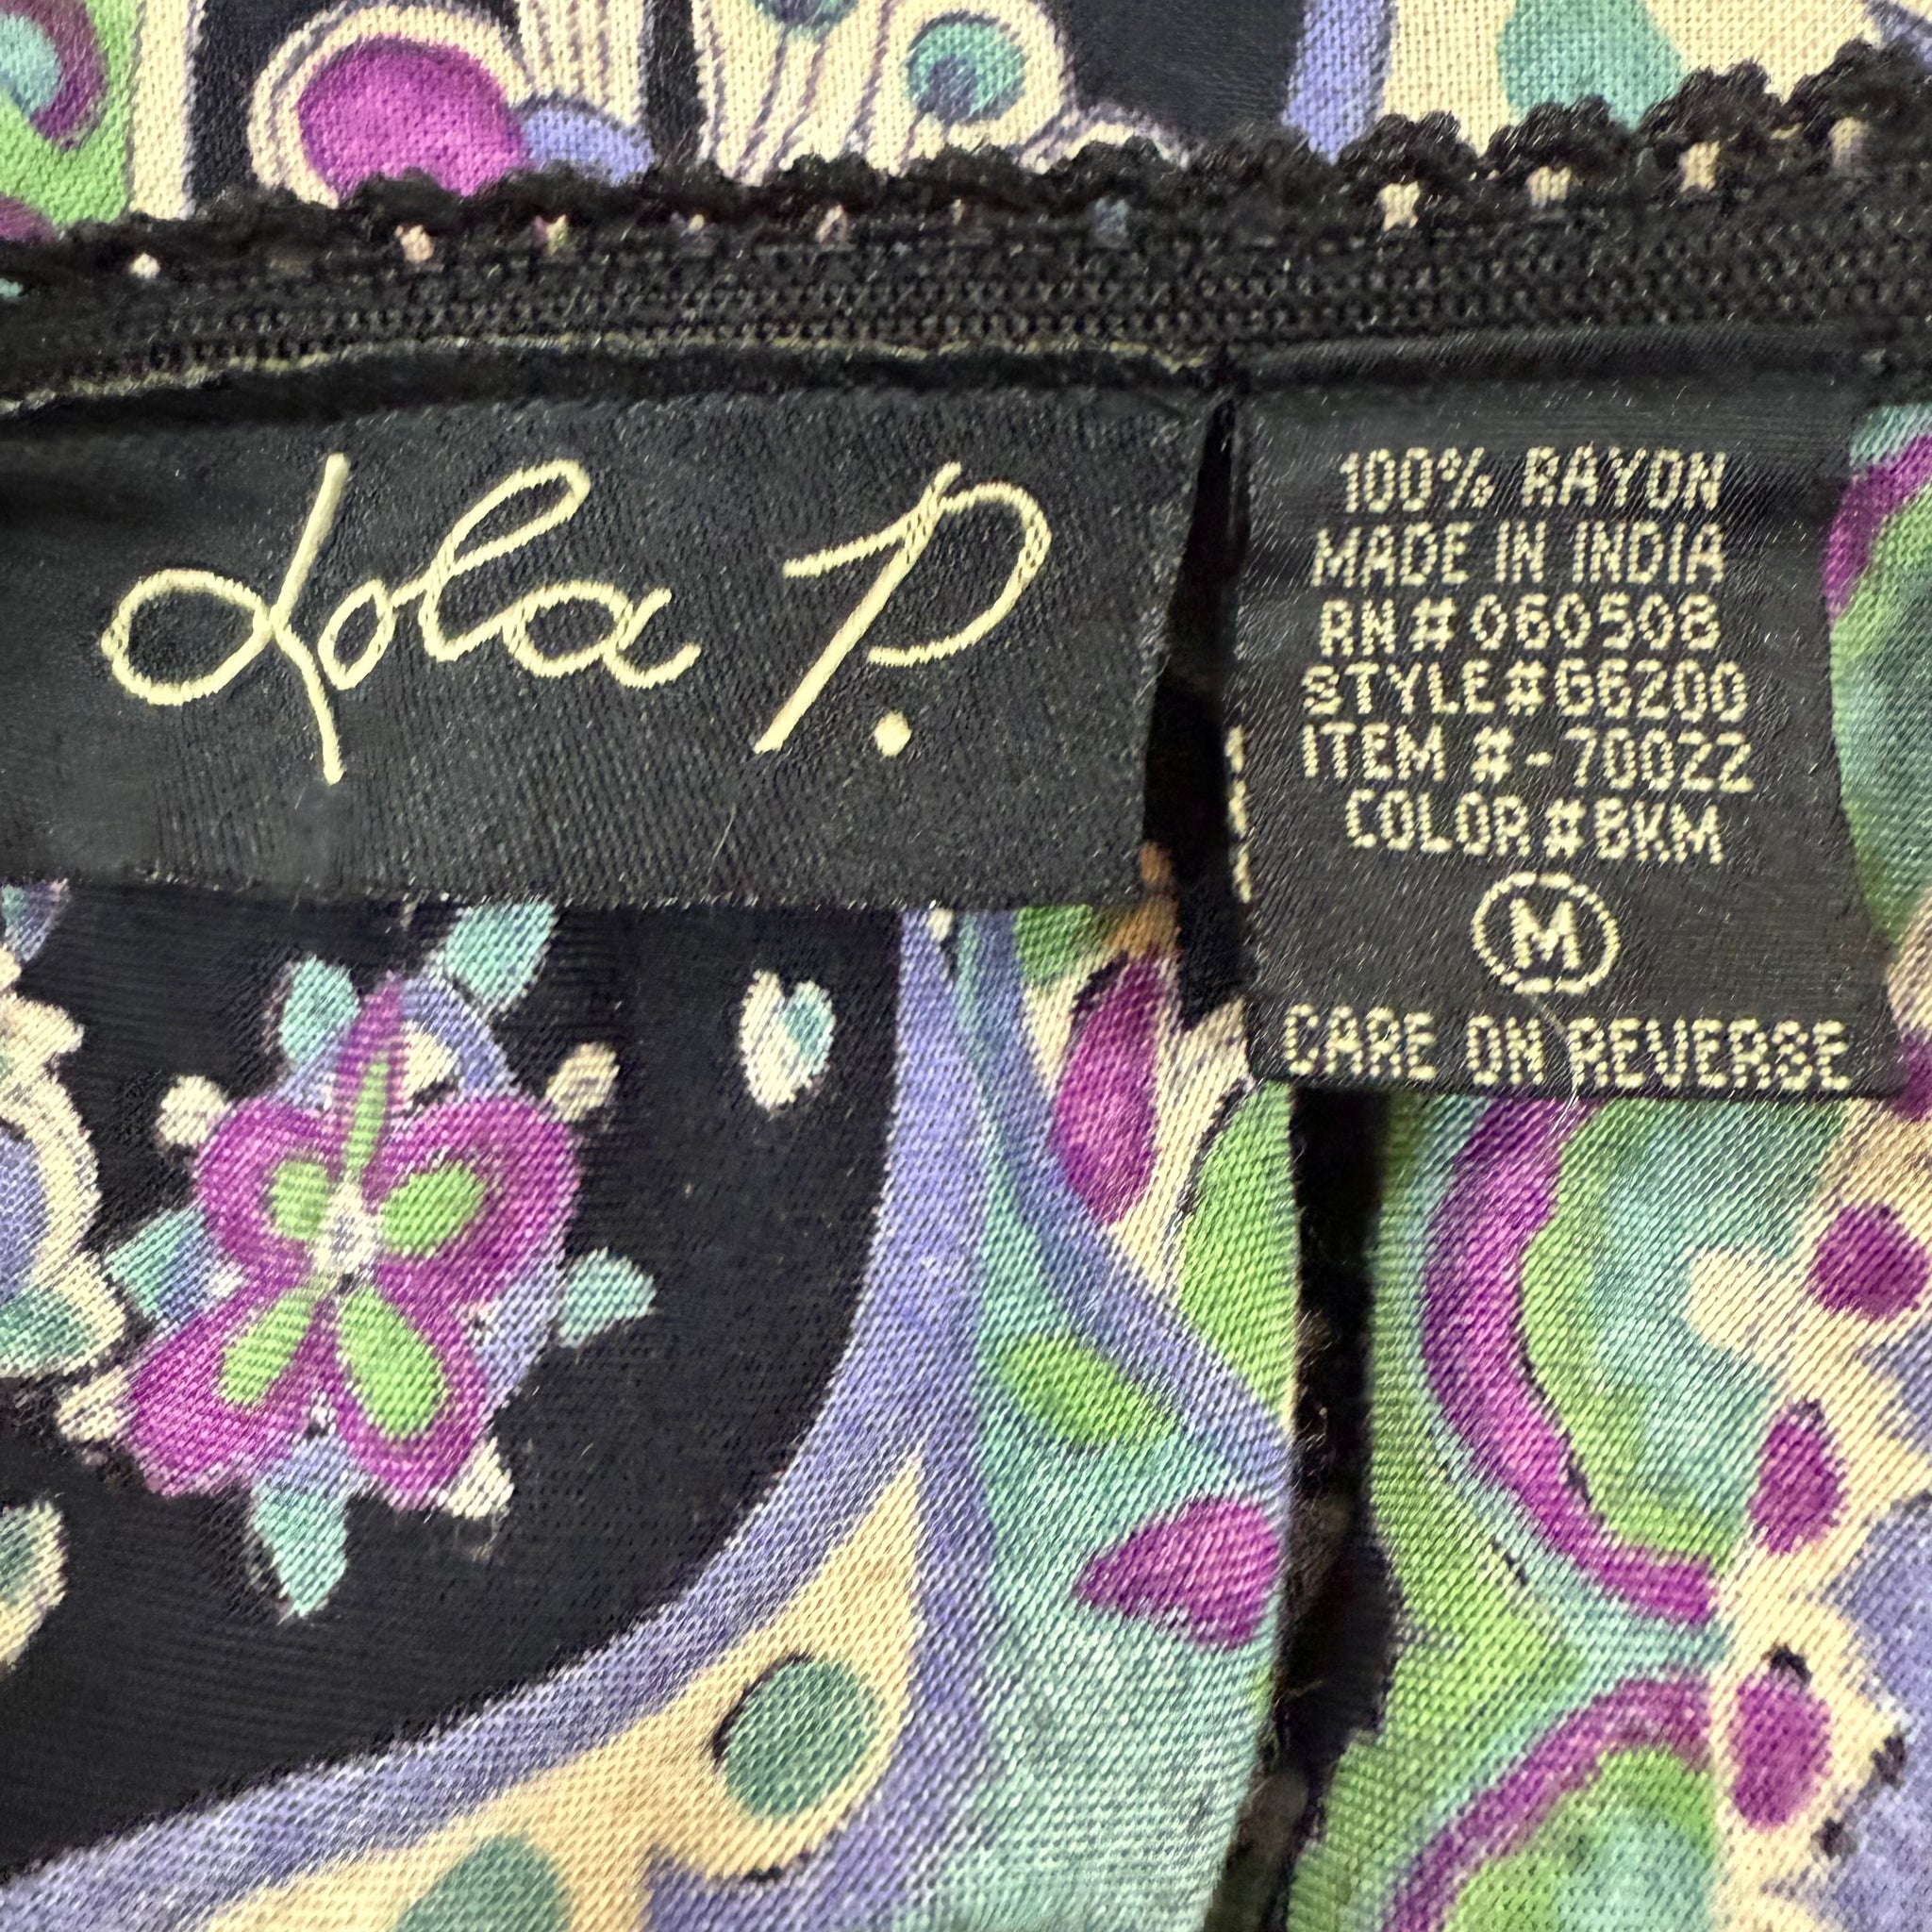 Lola P.
100% RAYON
MADE IN INDIA
RN#060508
STYLE#66200
ITEM #-70022
COLOR#BKM
M
CARE ON REVERSE